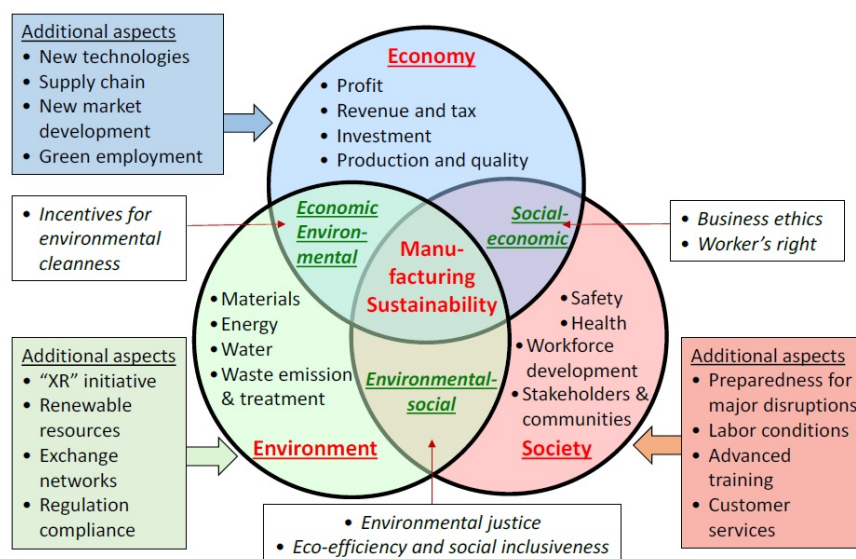 Additional aspects
• New technologies
• Supply chain
• New market
development
• Green employment
Economy
• Profit
• Revenue and tax
• Investment
• Production and quality
• Incentives for
environmental
cleanness
Economic
Environ-
mental
Social-
economic
• Business ethics
• Worker's right
Manu-
facturing
Sustainability
• Materials
• Energy
• Water
• Waste emission
& treatment
Environment
• Safety
• Health
• Workforce
development
• Stakeholders &
communities
Society
Environmental-
social
Additional aspects
• "XR" initiative
• Renewable
resources
• Exchange
networks
• Regulation
compliance
Additional aspects
• Preparedness for
major disruptions
• Labor conditions
• Advanced
training
• Customer
services
• Environmental justice
• Eco-efficiency and social inclusiveness